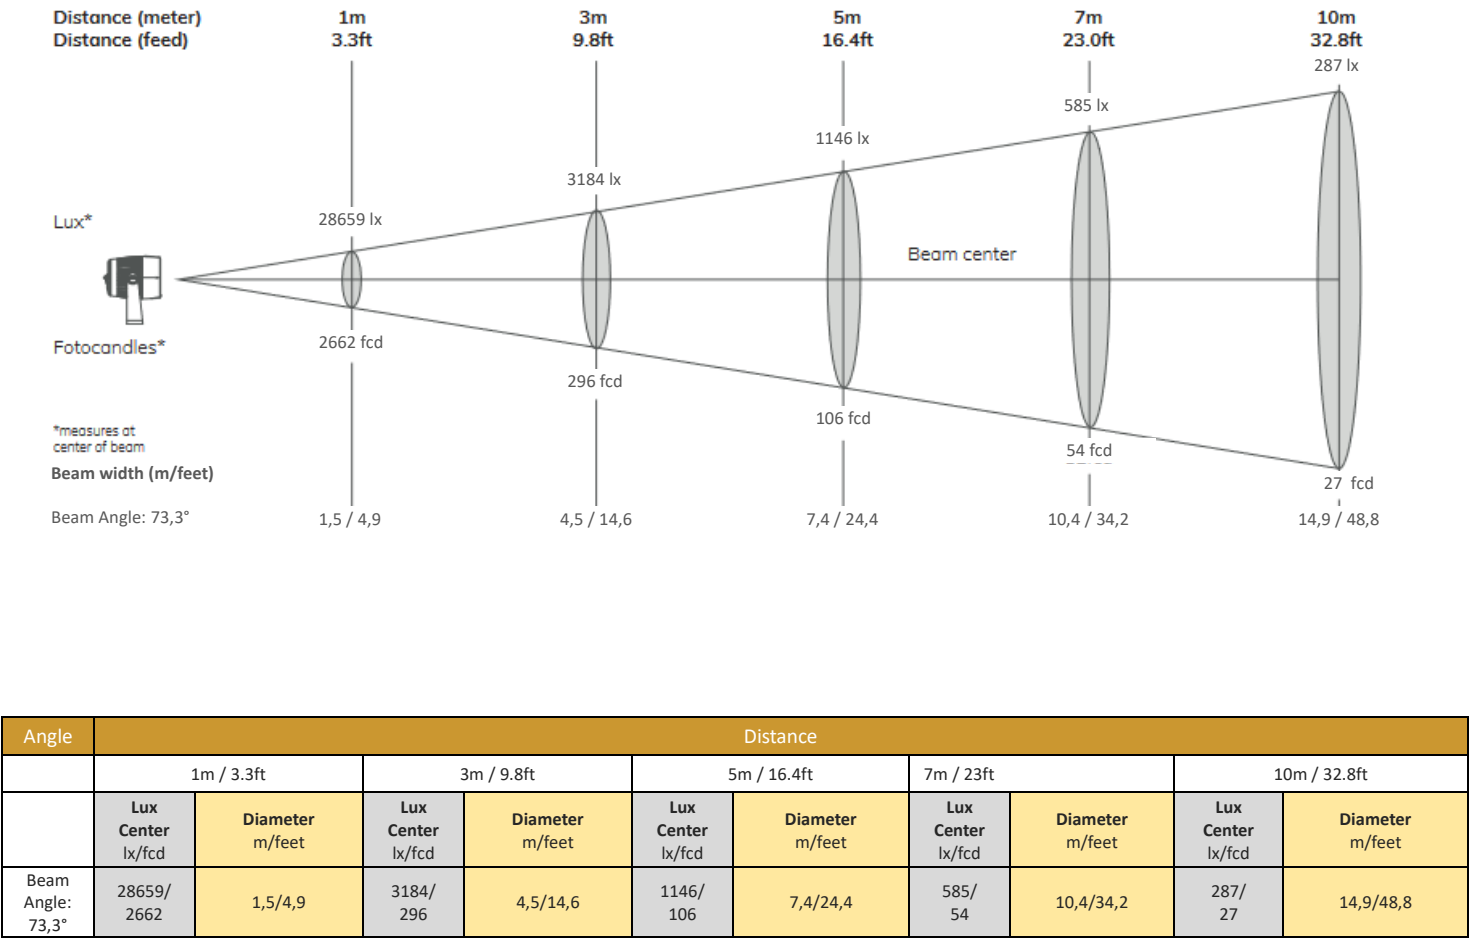 Distance (meter) 1m 3m 5m 7m 10m
Distance (feed) 3.3ft 9.8ft 16.4ft 23.0ft 32.8ft
287 lx
585 lx
1146 lx
3184 lx
28659 lx
Lux*
Beam center
Fotocandles*
2662 fcd
296 fcd
106 fcd
54 fcd
27 fcd
*measures at
center of beam
Beam width (m/feet)
Beam Angle: 73,3° 1,5 / 4,9 4,5 / 14,6 7,4 / 24,4 10,4 / 34,2 14,9 / 48,8
Angle Distance
1m / 3.3ft 3m / 9.8ft 5m / 16.4ft 7m / 23ft 10m / 32.8ft
Lux
Center
lx/fcd
Diameter
m/feet
Lux
Center
lx/fcd
Diameter
m/feet
Lux
Center
lx/fcd
Diameter
m/feet
Lux
Center
lx/fcd
Diameter
m/feet
Lux
Center
lx/fcd
Diameter
m/feet
Beam
Angle:
73,3°
28659/
2662
1,5/4,9
3184/
296
4,5/14,6
1146/
106
7,4/24,4
585/
54
10,4/34,2
287/
27
14,9/48,8